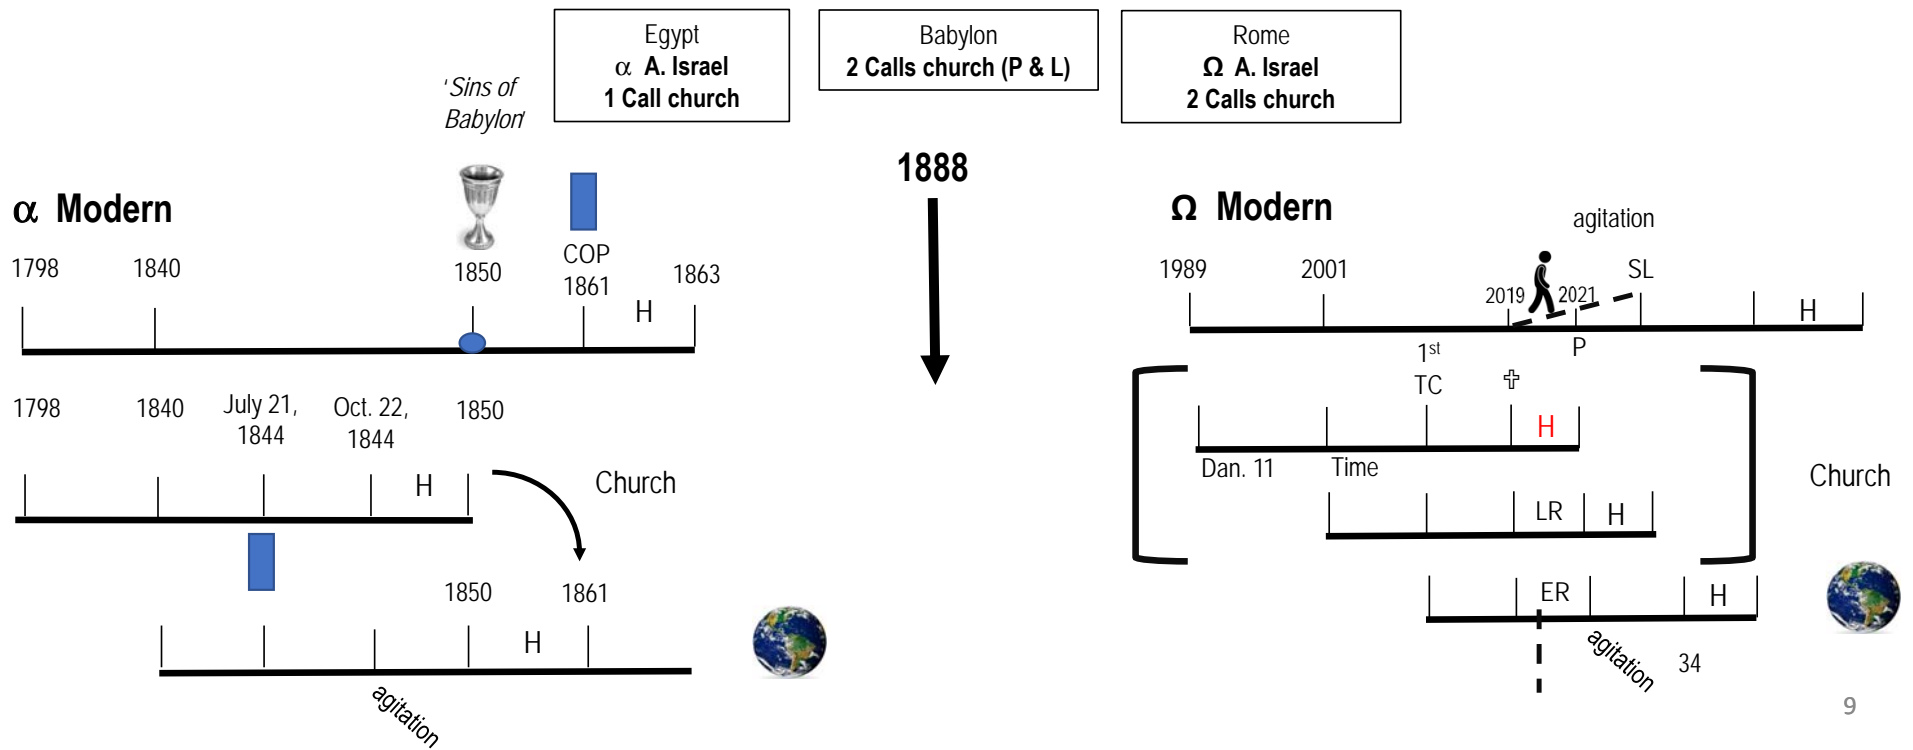 Egypt
α A. Israel
1 Call church
Babylon
2 Calls church (P & L)
Rome
Ω A. Israel
2 Calls church
'Sins of
Babylon'
1888
α Modern
1798
1840
1850
COP
1861
1863
H
1798
1840
July 21,
1844
Oct. 22,
1844
1850
H
Church
1850
1861
H
agitation
Ω Modern
agitation
1989
2001
2019
2021
SL
H
P
1st
TC
H
Dan. 11
Time
LR
H
Church
ER
H
agitation
34
9